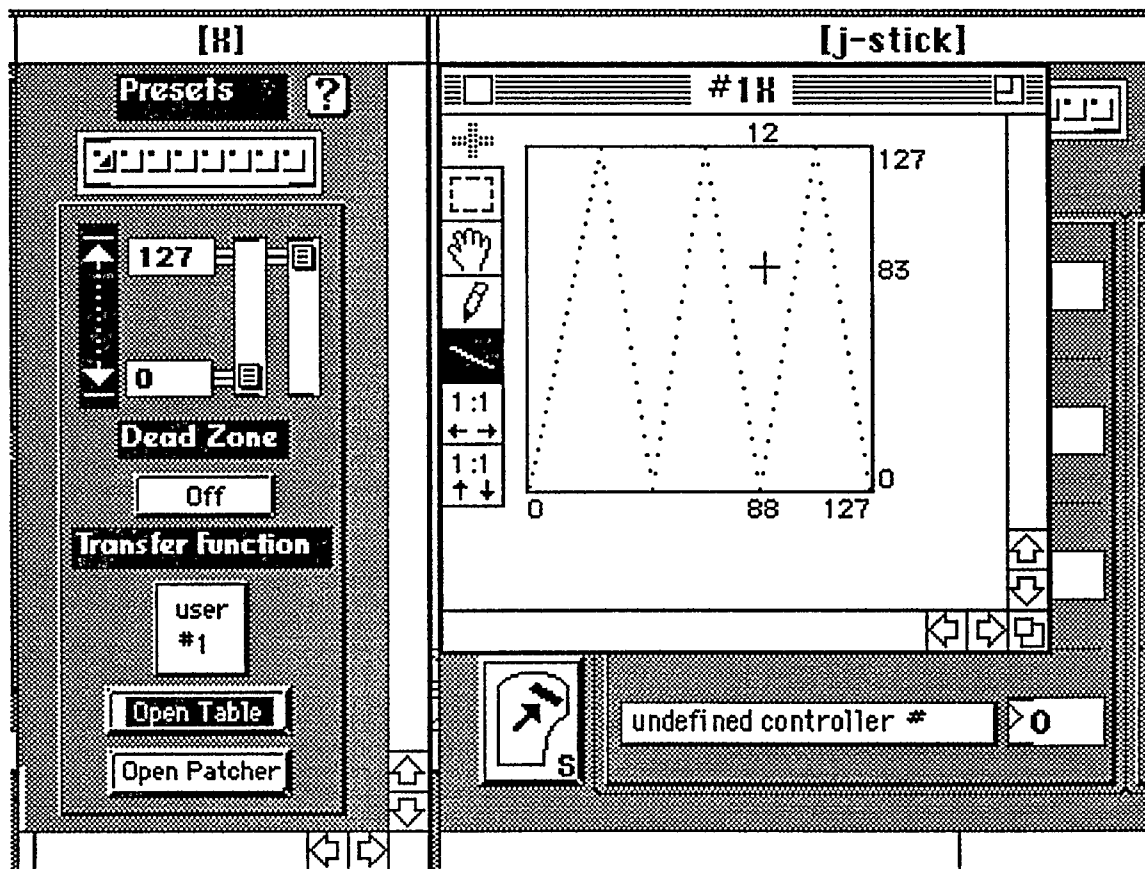 [X]
Presets
?
127
0
Dead Zone
Off
Transfer Function
user
#1
Open Table
Open Patcher
[j-stick]
#1X
12
127
83
0
0
88
127
1:1
1:1
S
undefined controller #
0